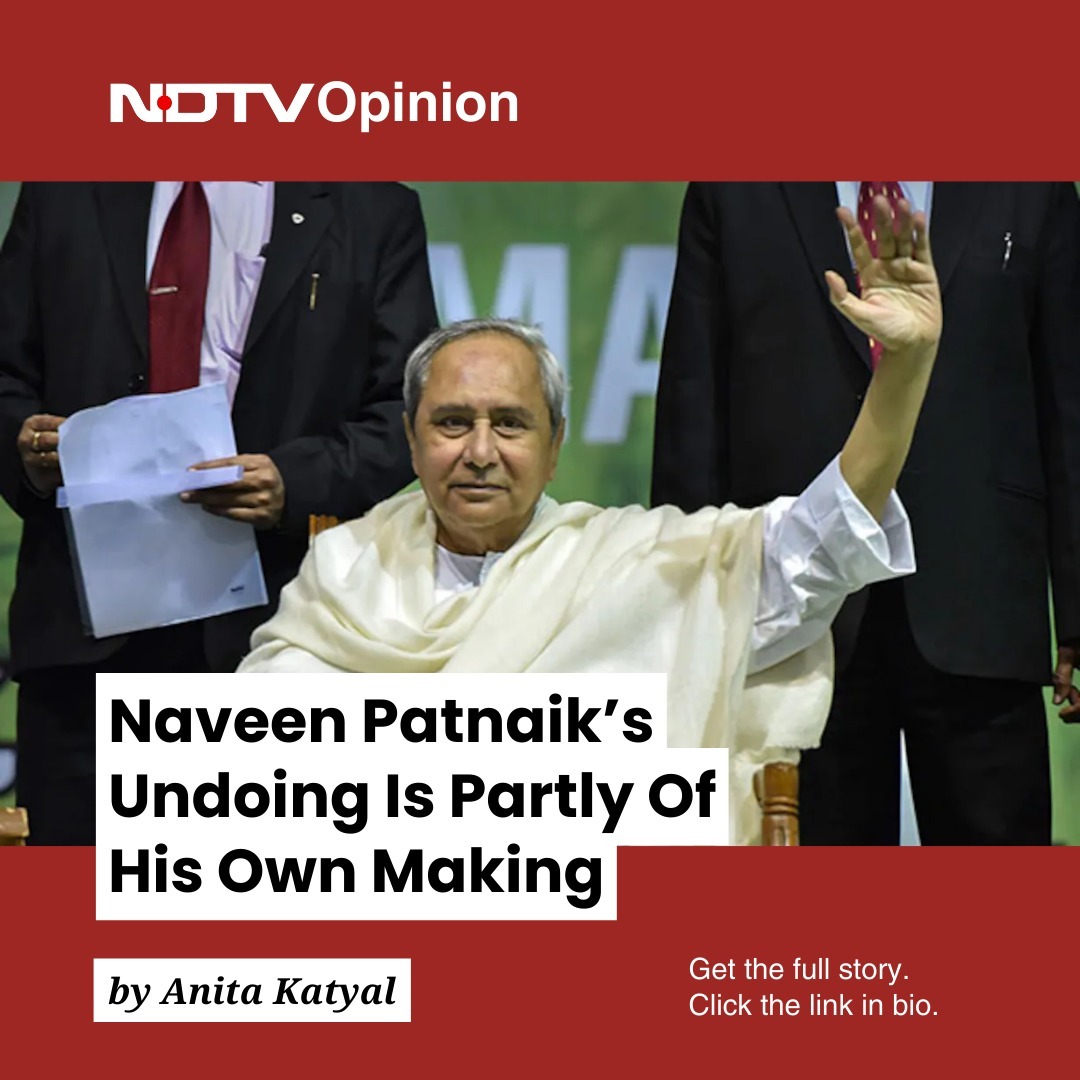 NDTV Opinion
MA
Naveen Patnaik’s
Undoing Is Partly Of
His Own Making
by Anita Katyal
Get the full story.
Click the link in bio.